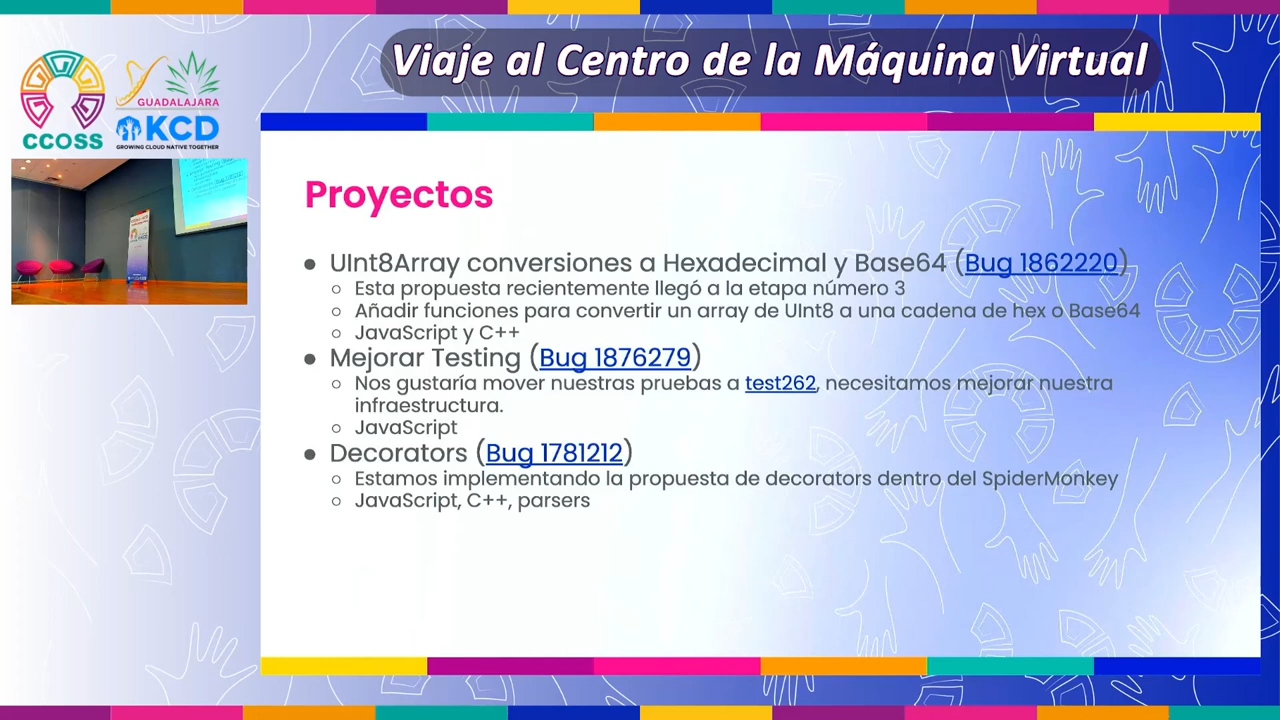 Viaje al Centro de la Máquina Virtual
CCOSS
GUADALAJARA
KCD
GROWING CLOUD NATIVE TOGETHER
Proyectos
● UInt8Array conversiones a Hexadecimal y Base64 (Bug 1862220)
○ Esta propuesta recientemente llegó a la etapa número 3
○ Añadir funciones para convertir un array de UInt8 a una cadena de hex o Base64
○ JavaScript y C++
● Mejorar Testing (Bug 1876279)
○ Nos gustaría mover nuestras pruebas a test262, necesitamos mejorar nuestra
infraestructura.
○ JavaScript
● Decorators (Bug 1781212)
○ Estamos implementando la propuesta de decorators dentro del SpiderMonkey
○ JavaScript, C++, parsers